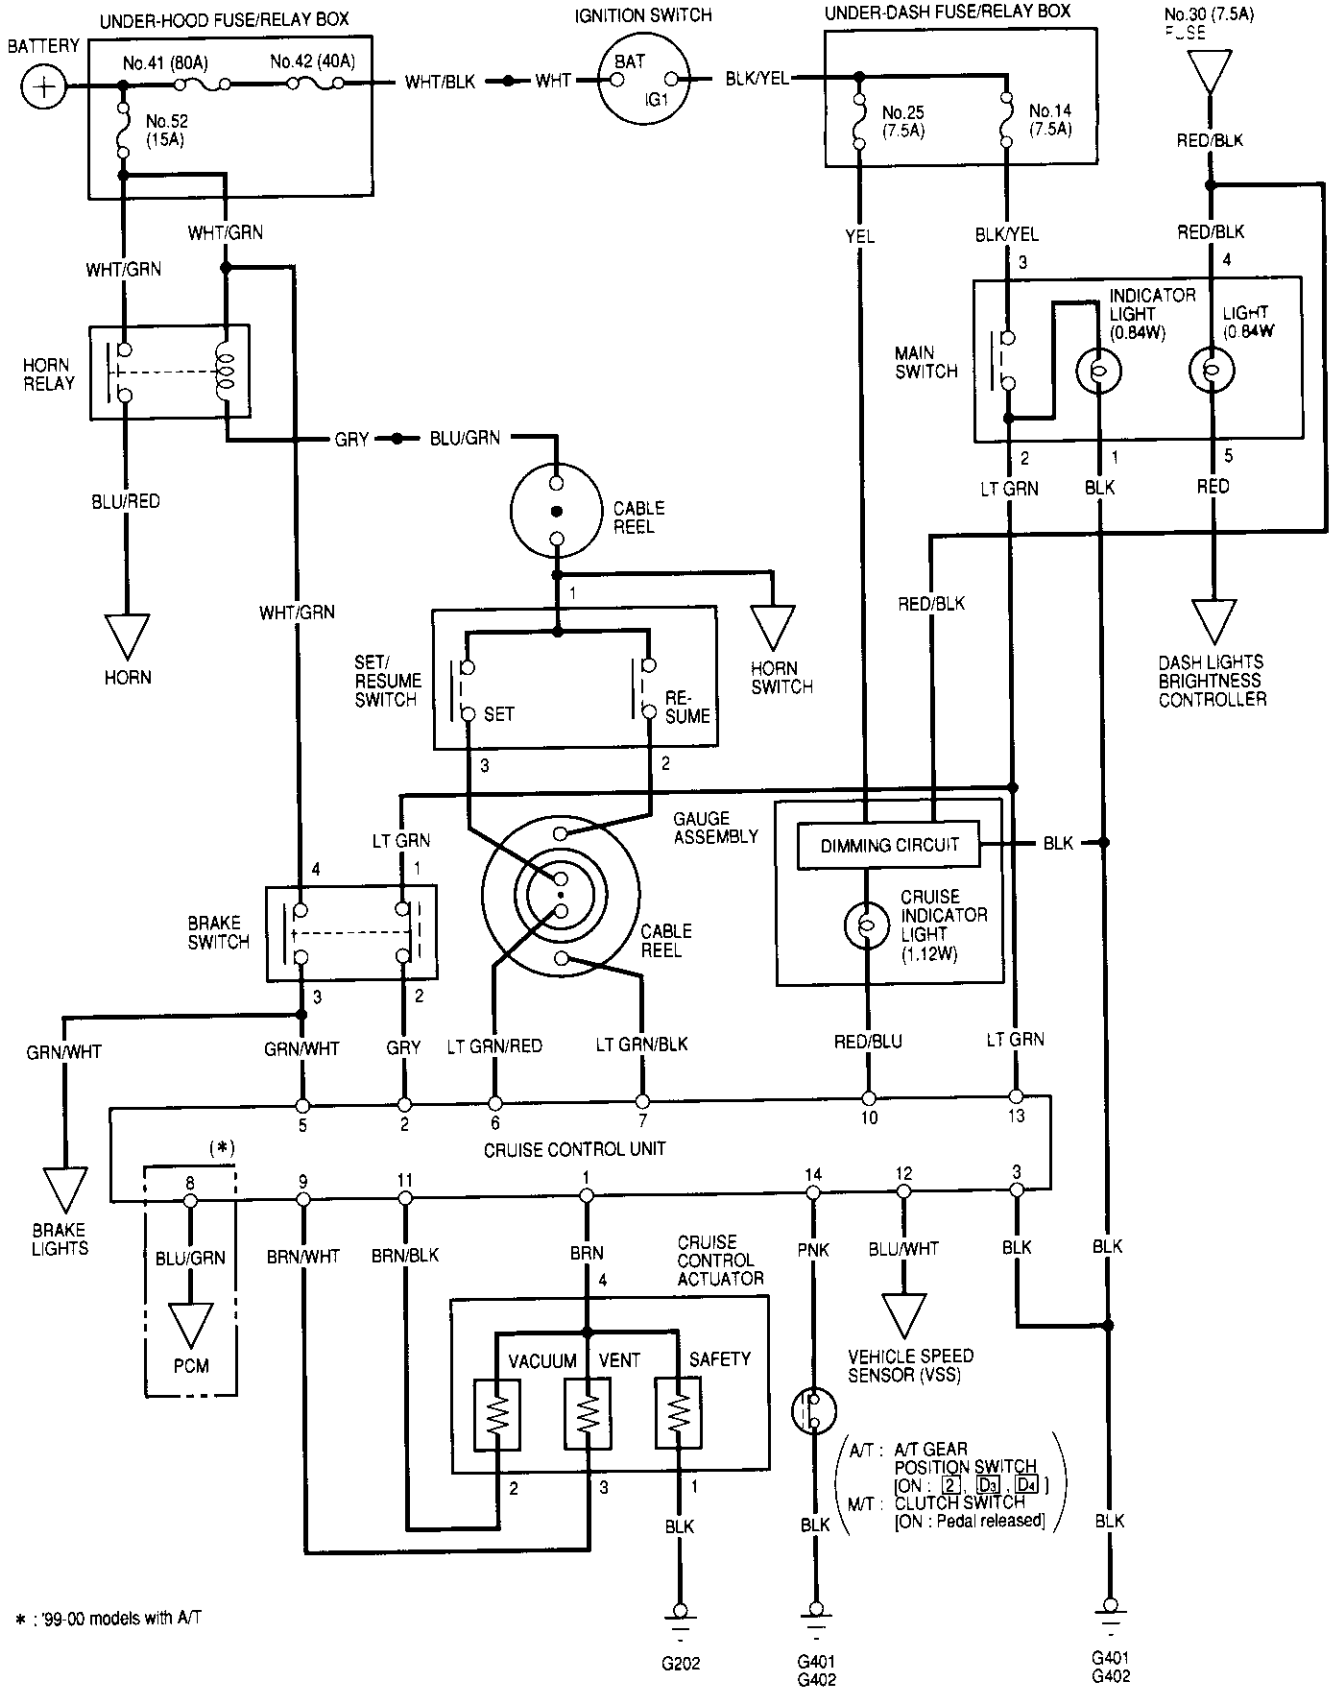 UNDER-HOOD FUSE/RELAY BOX
IGNITION SWITCH
UNDER-DASH FUSE/RELAY BOX
No.30 (7.5A)
FUSE
BATTERY
No.41 (80A)
No.42 (40A)
WHT/BLK
WHT
BAT
IG1
BLK/YEL
No.52
(15A)
No.25
(7.5A)
No.14
(7.5A)
RED/BLK
WHT/GRN
YEL
BLK/YEL
RED/BLK
WHT/GRN
3
4
INDICATOR
LIGHT
(0.84W)
LIGHT
(0.84W
HORN
RELAY
MAIN
SWITCH
GRY
BLU/GRN
2
1
5
BLU/RED
CABLE
REEL
LT GRN
BLK
RED
1
WHT/GRN
RED/BLK
HORN
SET/
RESUME
SWITCH
SET
RE-
SUME
HORN
SWITCH
DASH LIGHTS
BRIGHTNESS
CONTROLLER
3
2
GAUGE
ASSEMBLY
LT GRN
DIMMING CIRCUIT
BLK
4
1
BRAKE
SWITCH
CABLE
REEL
CRUISE
INDICATOR
LIGHT
(1.12W)
3
2
GRN/WHT
GRN/WHT
GRY
LT GRN/RED
LT GRN/BLK
RED/BLU
LT GRN
5
2
6
7
10
13
(*)
CRUISE CONTROL UNIT
8
9
11
1
14
12
3
BRAKE
LIGHTS
BLU/GRN
BRN/WHT
BRN/BLK
BRN
CRUISE
CONTROL
ACTUATOR
PNK
BLU/WHT
BLK
BLK
4
PCM
VACUUM
VENT
SAFETY
VEHICLE SPEED
SENSOR (VSS)
A/T : A/T GEAR
POSITION SWITCH
[ON : 2, D3, D4 ]
M/T : CLUTCH SWITCH
[ON : Pedal released]
2
3
1
BLK
BLK
BLK
* : '99-00 models with A/T
G202
G401
G402
G401
G402